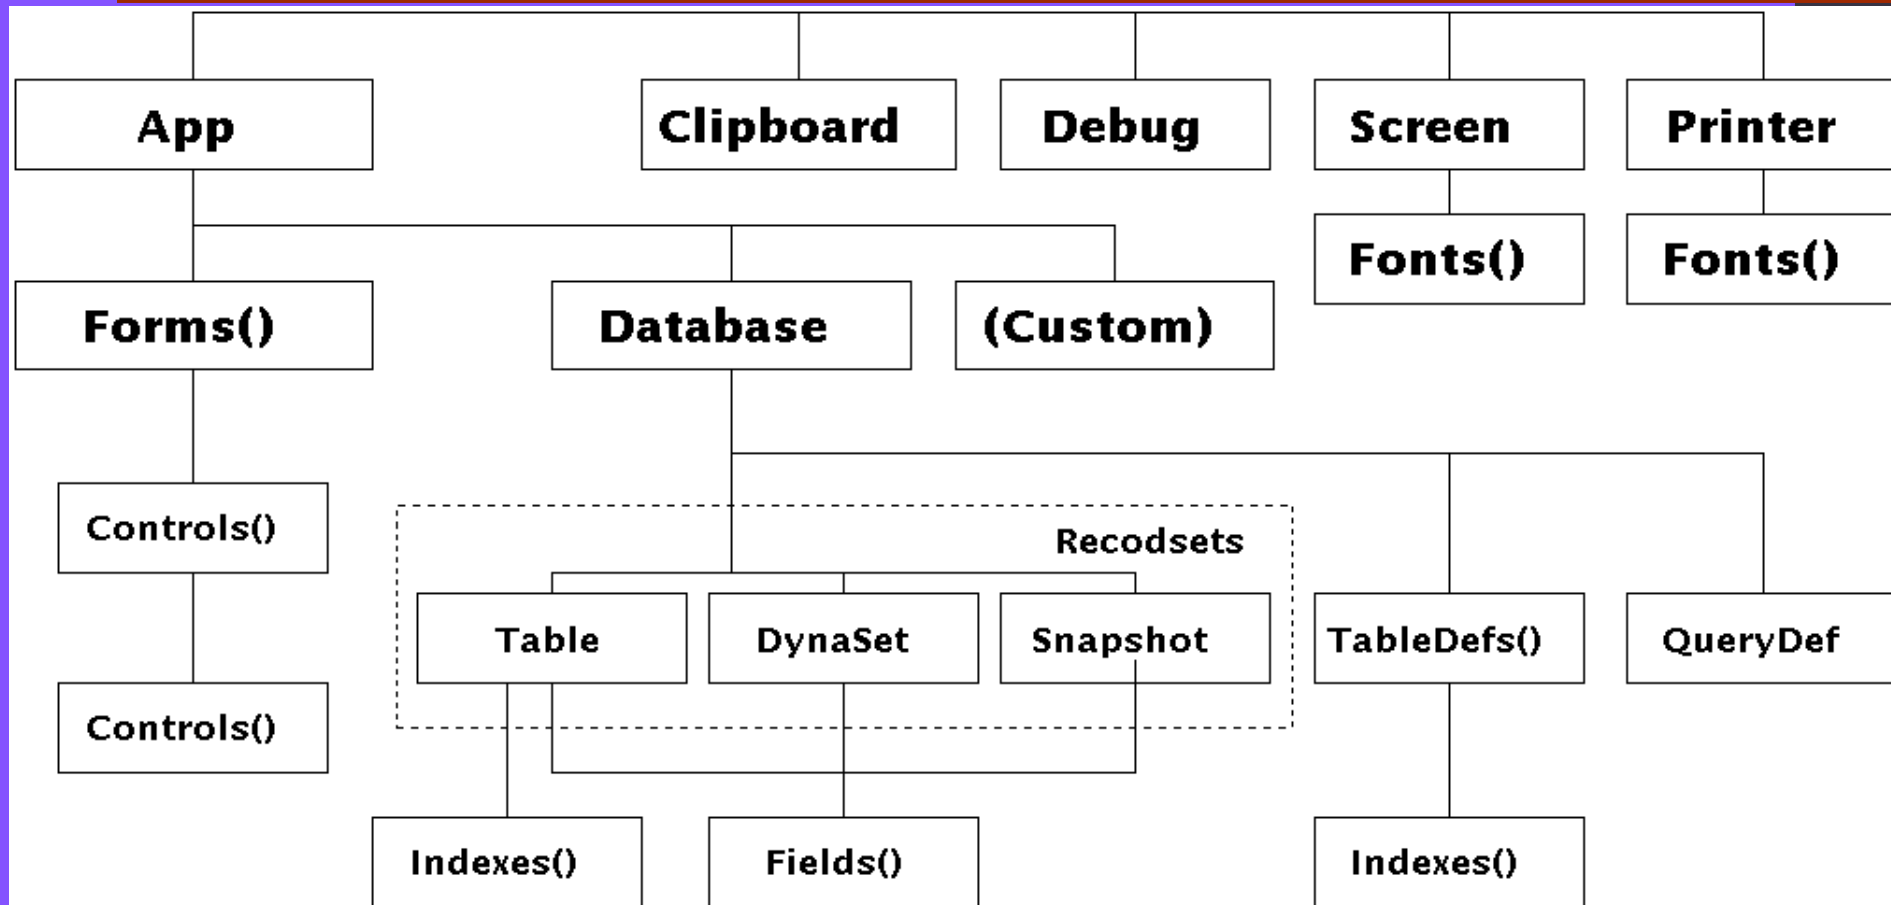 App
Clipboard
Debug
Screen
Printer
Fonts()
Fonts()
Forms()
Database
(Custom)
Controls()
Recodsets
Table
DynaSet
Snapshot
TableDefs()
QueryDef
Controls()
Indexes()
Fields()
Indexes()